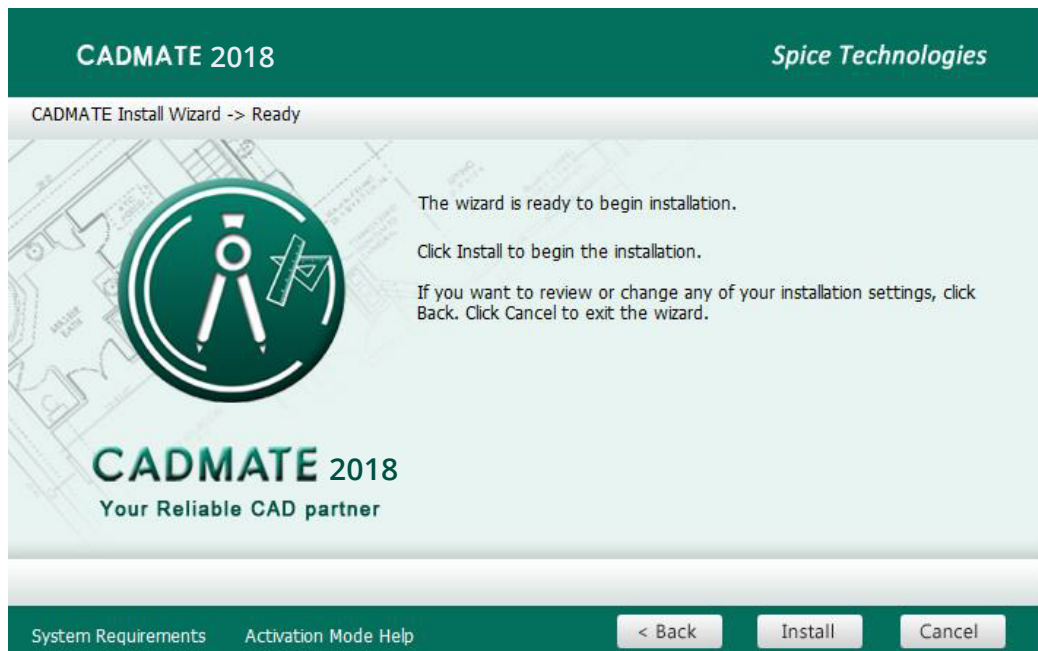 CADMATE 2018
Spice Technologies
CADMATE Install Wizard -> Ready
The wizard is ready to begin installation.
Click Install to begin the installation.
If you want to review or change any of your installation settings, click
Back. Click Cancel to exit the wizard.
CADMATE 2018
Your Reliable CAD partner
System Requirements
Activation Mode Help
< Back
Install
Cancel